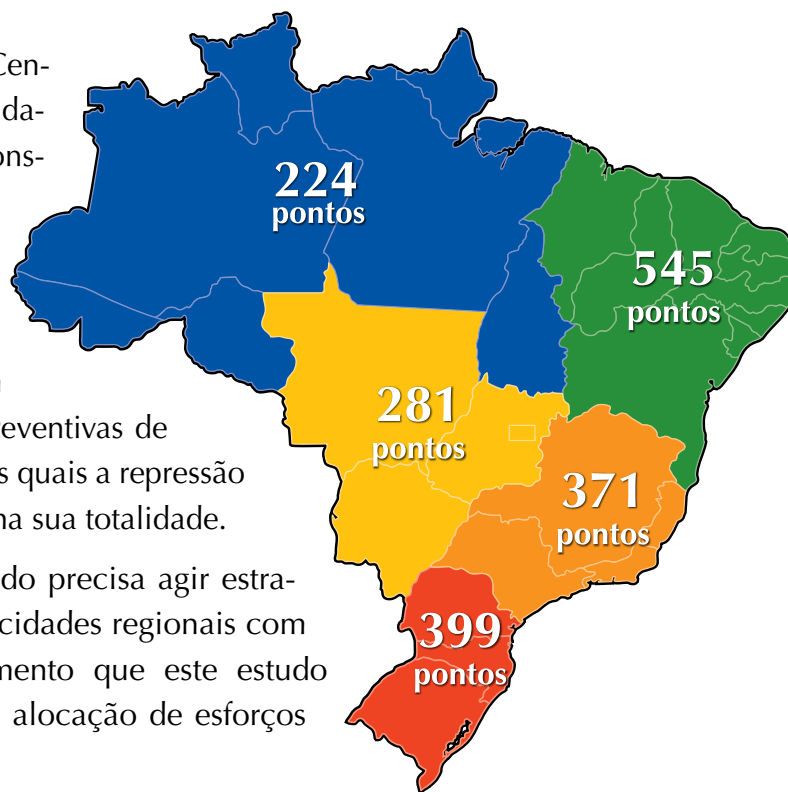 Cen-
da-
ons-
224
pontos
545
pontos
281
pontos
reventivas de
s quais a repressão
na sua totalidade.
371
pontos
do precisa agir estra-
cidades regionais com
mento que este estudo
alocação de esforços
399
pontos